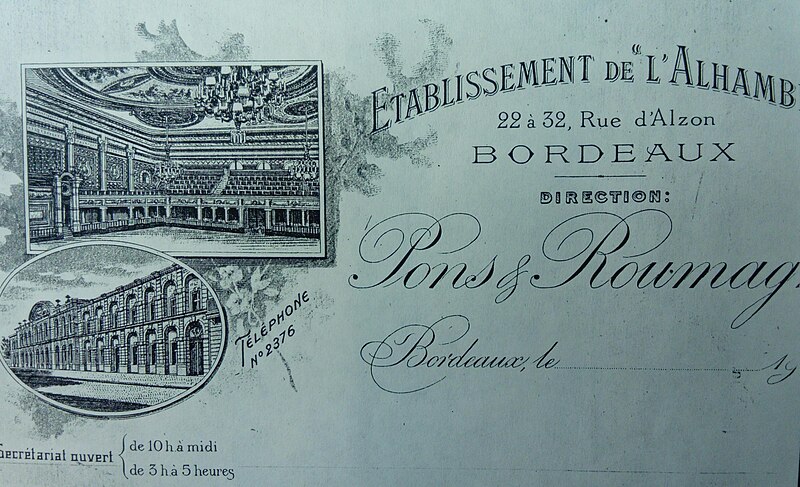 ETABLISSEMENT DE "L'ALHAMB
22 à 32, Rue d'Alzon
BORDEAUX
DIRECTION:
Pons & Roumag
TÉLÉPHONE
N° 2376
Bordeaux, le 19
Secrétariat ouvert
de 10 h à midi
de 3 h à 5 heures